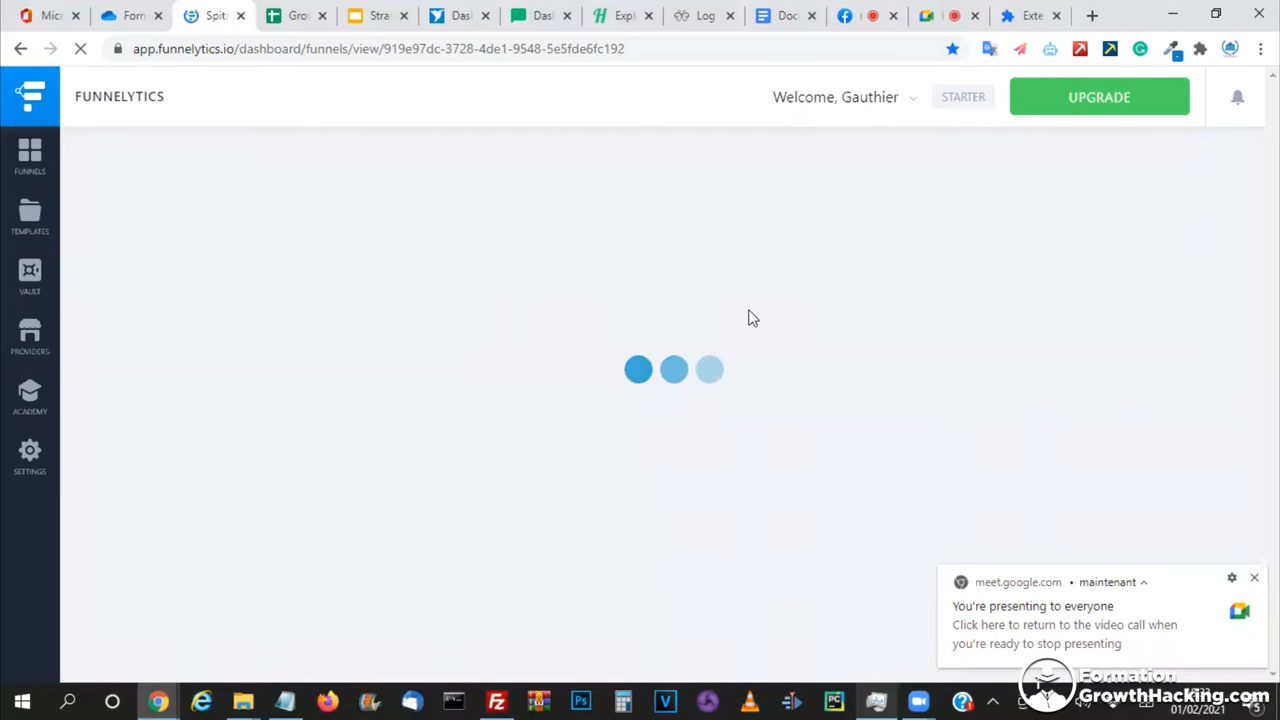 Micr
Form
Spitr
Grow
Stra
Dasl
Dasl
Expl
Log
Docu
Exte
app.funnelytics.io/dashboard/funnels/view/919e97dc-3728-4de1-9548-5e5fde6fc192
FUNNELYTICS
Welcome, Gauthier
STARTER
UPGRADE
FUNNELS
TEMPLATES
VAULT
PROVIDERS
ACADEMY
SETTINGS
meet.google.com • maintenant
You're presenting to everyone
Click here to return to the video call when
you're ready to stop presenting
Formation
GrowthHacking.com
01/02/2021